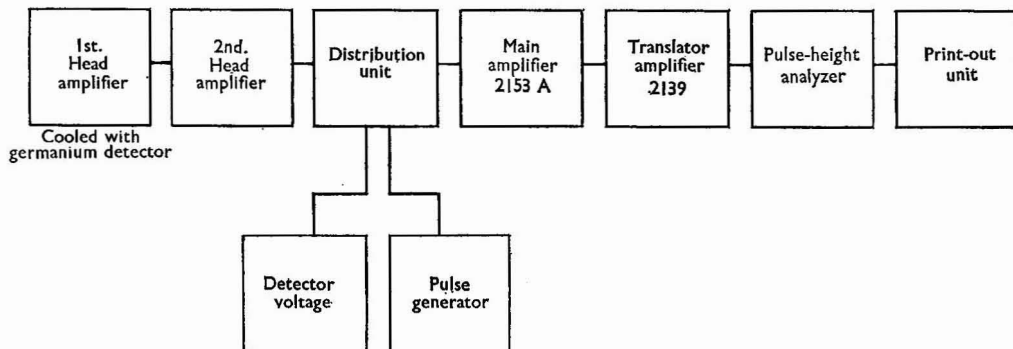 1st.
Head
amplifier
2nd.
Head
amplifier
Distribution
unit
Main
amplifier
2153 A
Translator
amplifier
.2139
Pulse-height
analyzer
Print-out
unit
Cooled with
germanium detector
Detector
voltage
Pulse
generator